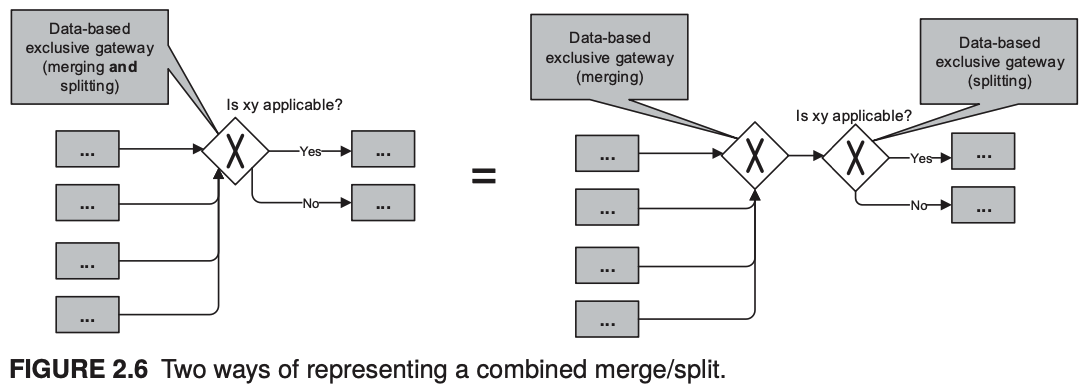 Data-based
exclusive gateway
(merging and
splitting)
Is xy applicable?
...
Yes
...
...
No
...
...
...
=
Data-based
exclusive gateway
(merging)
Data-based
exclusive gateway
(splitting)
Is xy applicable?
...
X
X
Yes
...
...
No
...
...
...
X
FIGURE 2.6 Two ways of representing a combined merge/split.